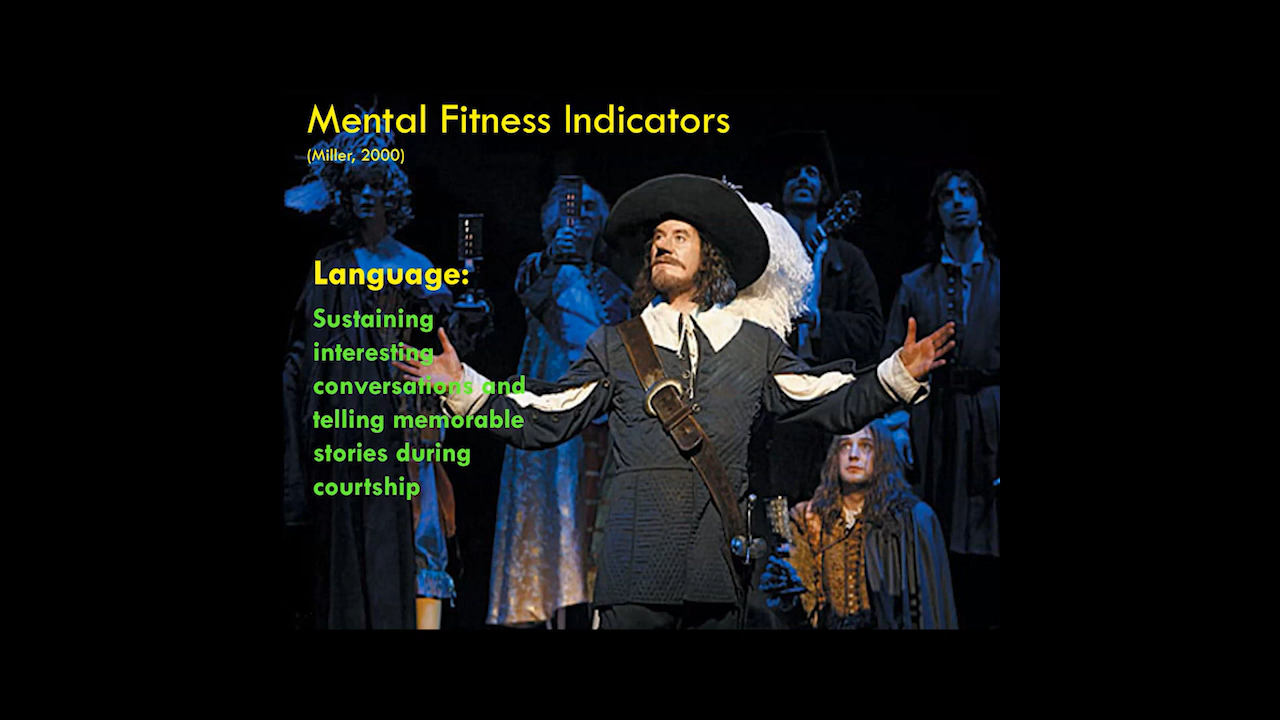 Mental Fitness Indicators
(Miller, 2000)
Language:
Sustaining
interesting
conversations and
telling memorable
stories during
courtship